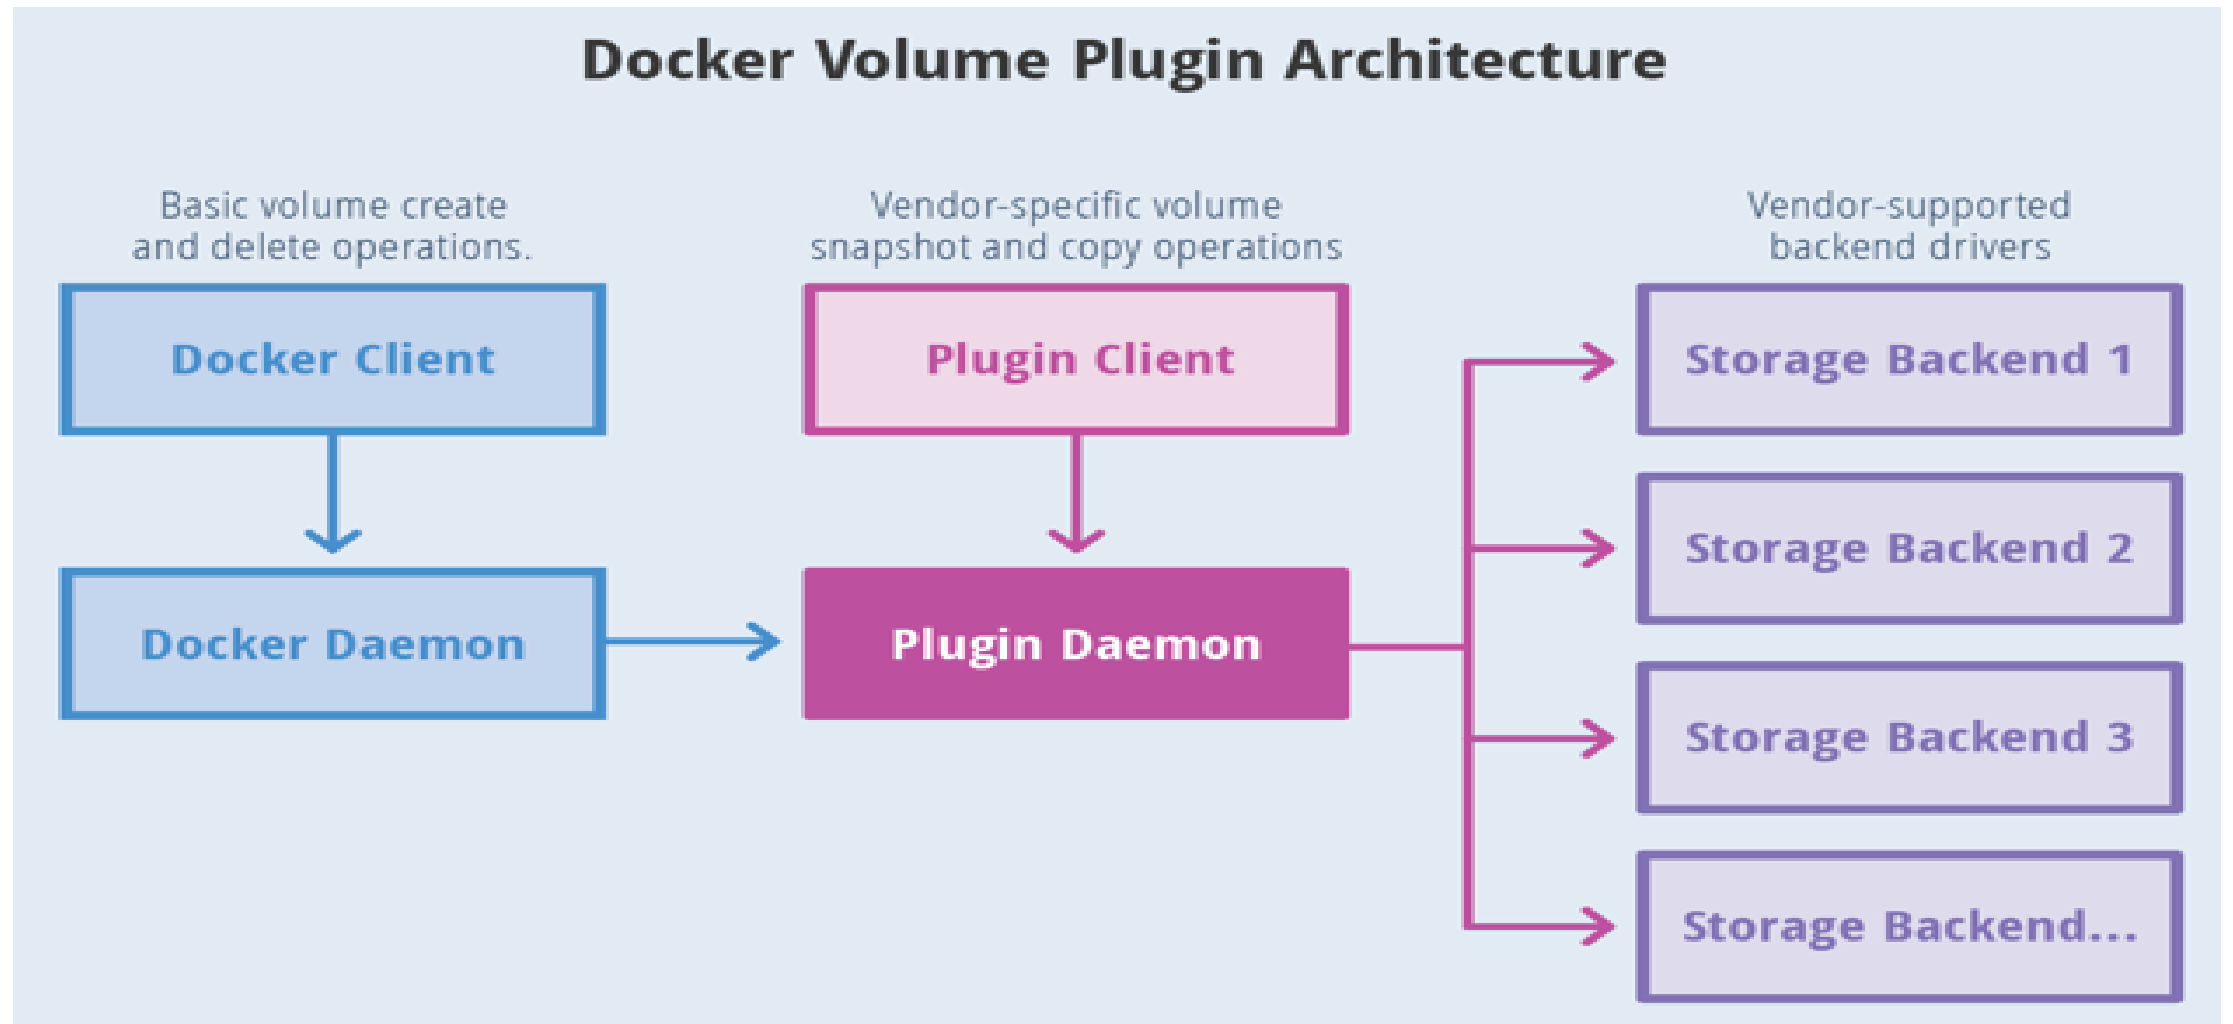 Docker Volume Plugin Architecture
Basic volume create
and delete operations.
Docker Client
Docker Daemon
Vendor-specific volume
snapshot and copy operations
Plugin Client
Plugin Daemon
Vendor-supported
backend drivers
Storage Backend 1
Storage Backend 2
Storage Backend 3
Storage Backend...